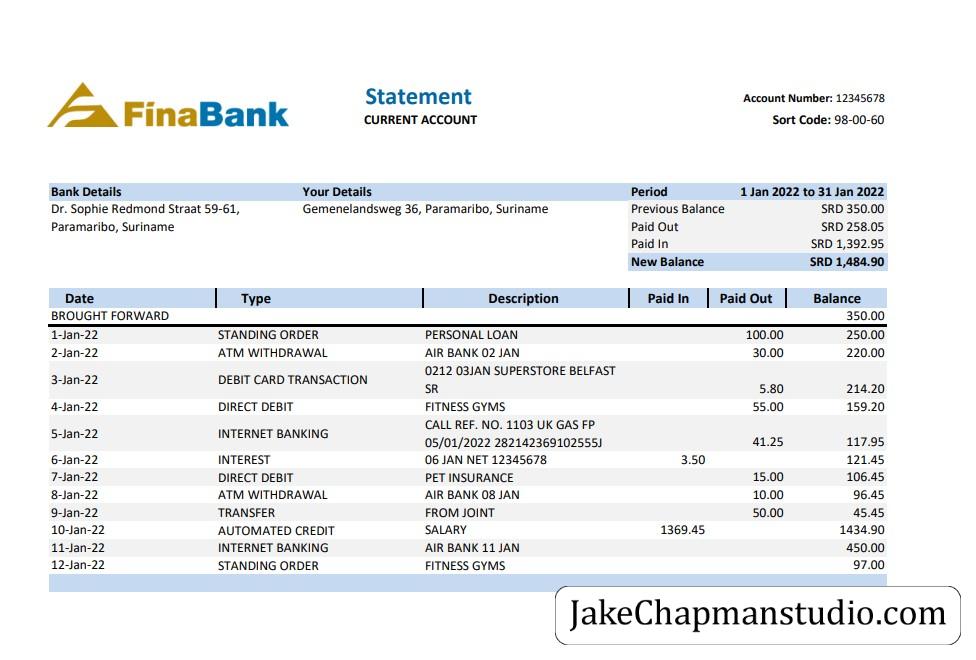 FinaBank
Statement
CURRENT ACCOUNT
Account Number: 12345678
Sort Code: 98-00-60
Bank Details Your Details Period 1 Jan 2022 to 31 Jan 2022
Dr. Sophie Redmond Straat 59-61, Gemenelandsweg 36, Paramaribo, Suriname Previous Balance SRD 350.00
Paramaribo, Suriname Paid Out SRD 258.05
Paid In SRD 1,392.95
New Balance SRD 1,484.90
Date Type Description Paid In Paid Out Balance
BROUGHT FORWARD 350.00
1-Jan-22 STANDING ORDER PERSONAL LOAN 100.00 250.00
2-Jan-22 ATM WITHDRAWAL AIR BANK 02 JAN 30.00 220.00
3-Jan-22 DEBIT CARD TRANSACTION 0212 03JAN SUPERSTORE BELFAST
SR 5.80 214.20
4-Jan-22 DIRECT DEBIT FITNESS GYMS 55.00 159.20
5-Jan-22 INTERNET BANKING CALL REF. NO. 1103 UK GAS FP
05/01/2022 282142369102555J 41.25 117.95
6-Jan-22 INTEREST 06 JAN NET 12345678 3.50 121.45
7-Jan-22 DIRECT DEBIT PET INSURANCE 15.00 106.45
8-Jan-22 ATM WITHDRAWAL AIR BANK 08 JAN 10.00 96.45
9-Jan-22 TRANSFER FROM JOINT 50.00 45.45
10-Jan-22 AUTOMATED CREDIT SALARY 1369.45 1434.90
11-Jan-22 INTERNET BANKING AIR BANK 11 JAN 450.00
12-Jan-22 STANDING ORDER FITNESS GYMS 97.00
JakeChapmanstudio.com